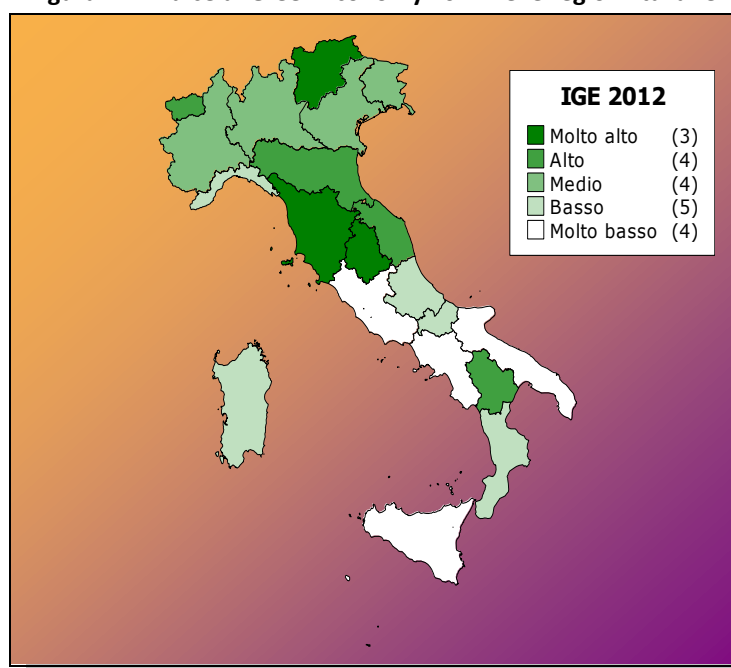 IGE 2012
Molto alto (3)
Alto (4)
Medio (4)
Basso (5)
Molto basso (4)